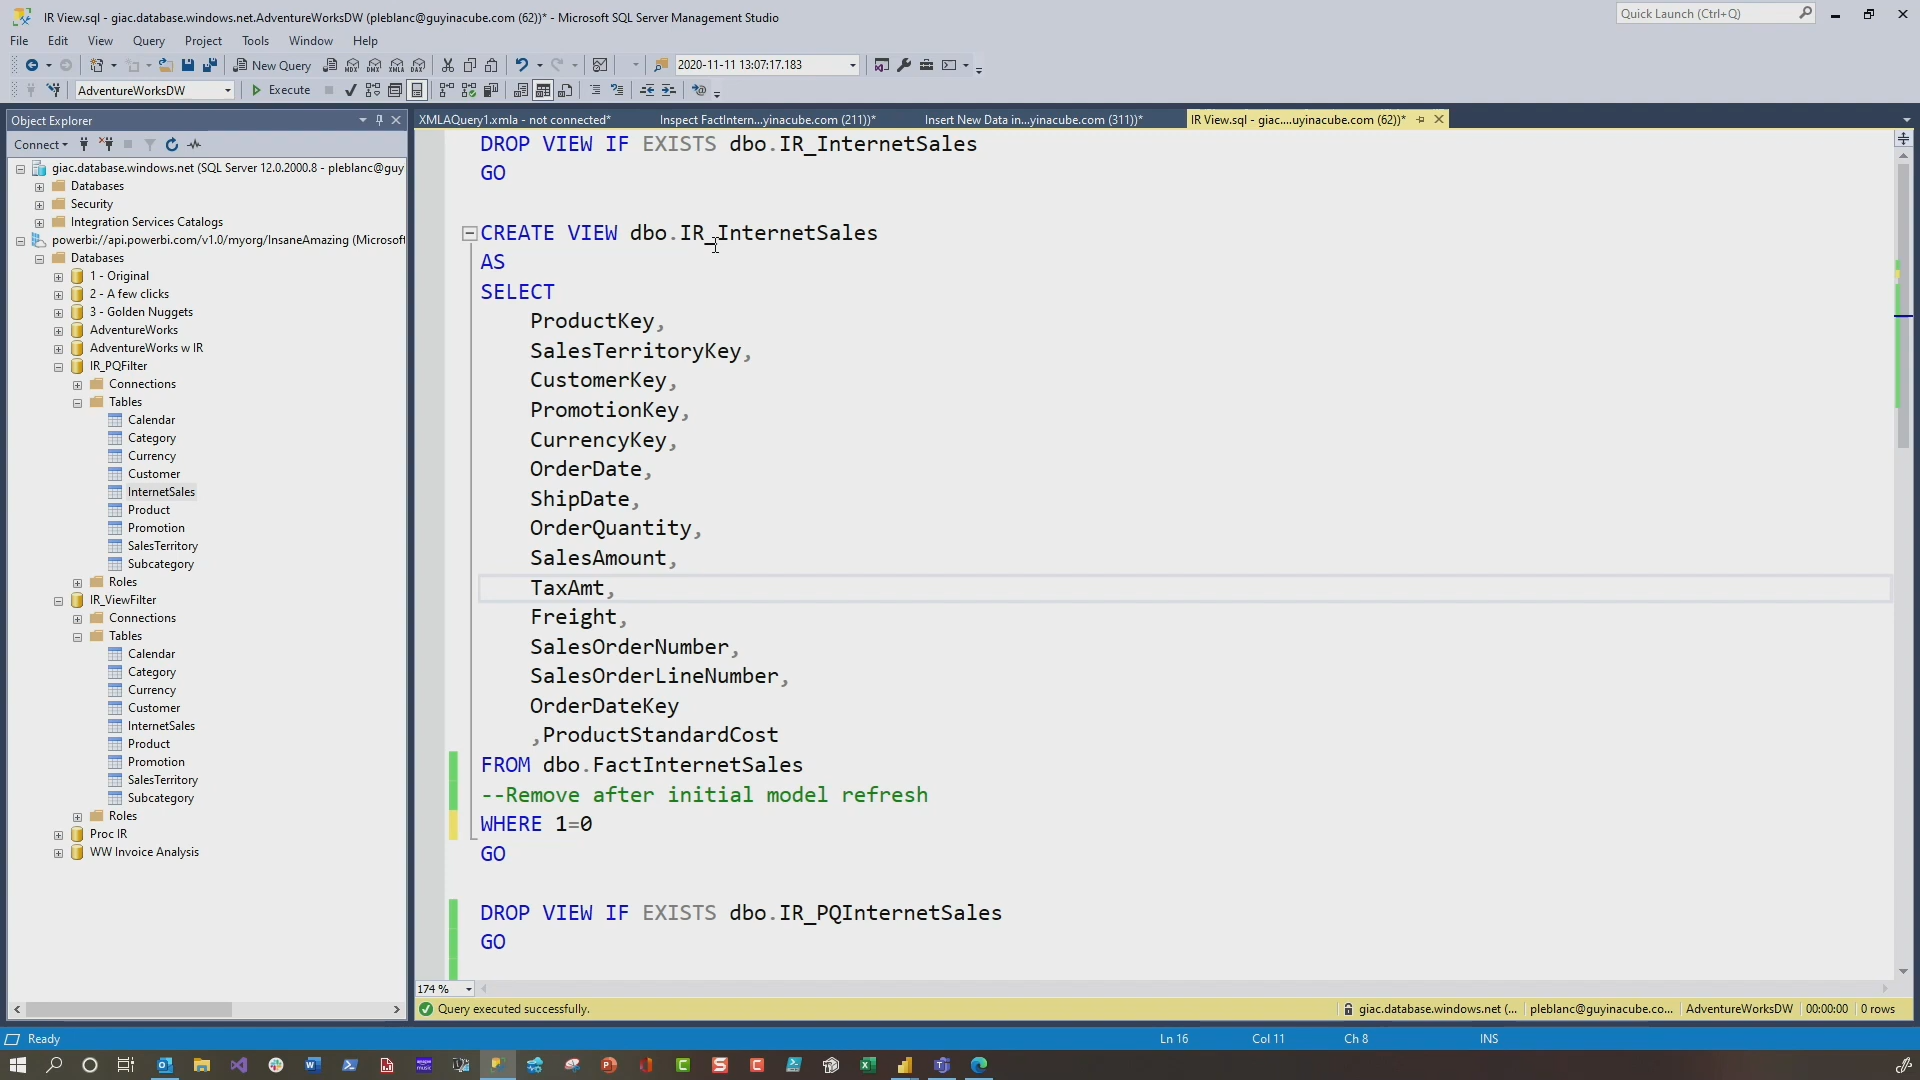 IR View.sql - giac.database.windows.net.AdventureWorksDW (pleblanc@guyinacube.com (62))* - Microsoft SQL Server Management Studio
Quick Launch (Ctrl+Q)
File Edit View Query Project Tools Window Help
New Query
2020-11-11 13:07:17.183
AdventureWorksDW
Execute
Object Explorer
Connect
giac.database.windows.net (SQL Server 12.0.2000.8 - pleblanc@guy
Databases
Security
Integration Services Catalogs
powerbi://api.powerbi.com/v1.0/myorg/InsaneAmazing (Microsoft
Databases
1 - Original
2 - A few clicks
3 - Golden Nuggets
AdventureWorks
AdventureWorks w IR
IR_PQFilter
Connections
Tables
Calendar
Category
Currency
Customer
InternetSales
Product
Promotion
SalesTerritory
Subcategory
Roles
IR_ViewFilter
Connections
Tables
Calendar
Category
Currency
Customer
InternetSales
Product
Promotion
SalesTerritory
Subcategory
Roles
Proc IR
WW Invoice Analysis
XMLAQuery1.xmla - not connected*
Inspect FactIntern...yinacube.com (211))*
Insert New Data in...yinacube.com (311))*
IR View.sql - giac....uyinacube.com (62))*
DROP VIEW IF EXISTS dbo.IR_InternetSales
GO
CREATE VIEW dbo.IR_InternetSales
AS
SELECT
ProductKey,
SalesTerritoryKey,
CustomerKey,
PromotionKey,
CurrencyKey,
OrderDate,
ShipDate,
OrderQuantity,
SalesAmount,
TaxAmt,
Freight,
SalesOrderNumber,
SalesOrderLineNumber,
OrderDateKey
,ProductStandardCost
FROM dbo.FactInternetSales
--Remove after initial model refresh
WHERE 1=0
GO
DROP VIEW IF EXISTS dbo.IR_PQInternetSales
GO
174 %
Query executed successfully.
giac.database.windows.net (... pleblanc@guyinacube.co... AdventureWorksDW 00:00:00 0 rows
Ready
Ln 16 Col 11 Ch 8 INS